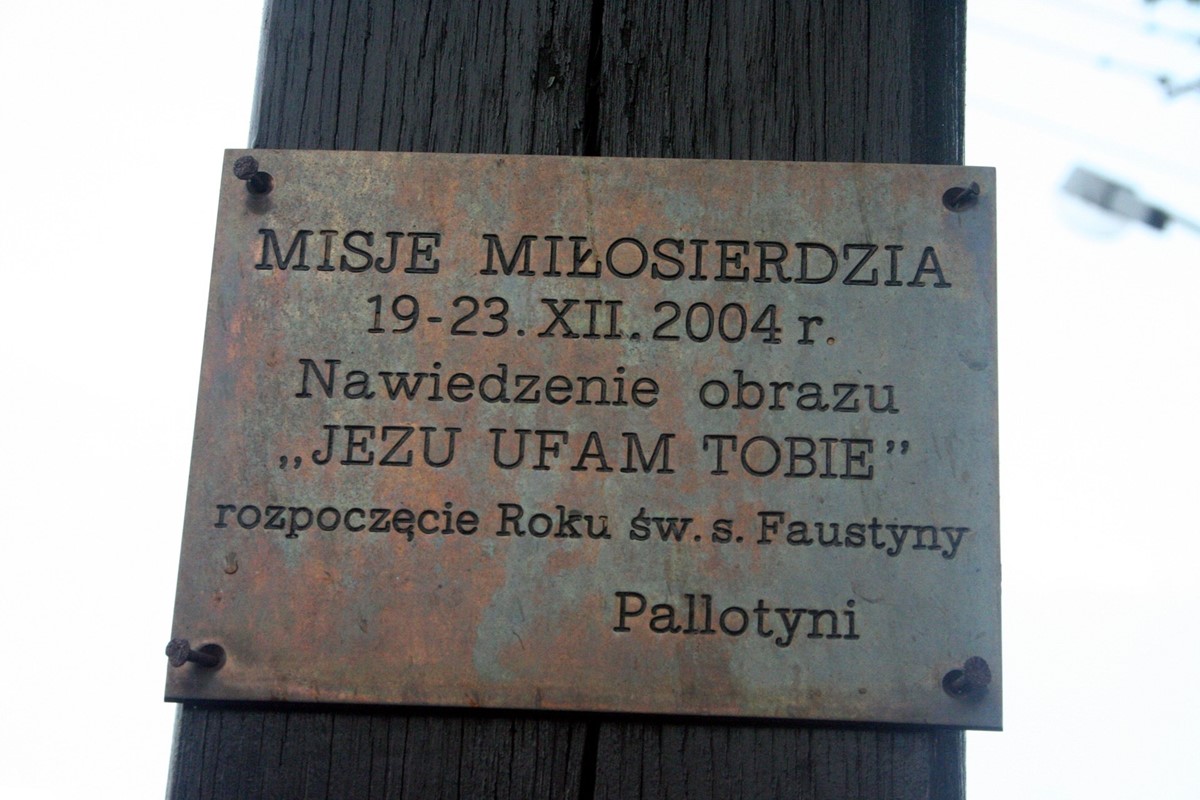 MISJE MIŁOSIERDZIA
19-23. XII. 2004 r.
Nawiedzenie obrazu
„JEZU UFAM TOBIE”
rozpoczęcie Roku św. s. Faustyny
Pallotyni